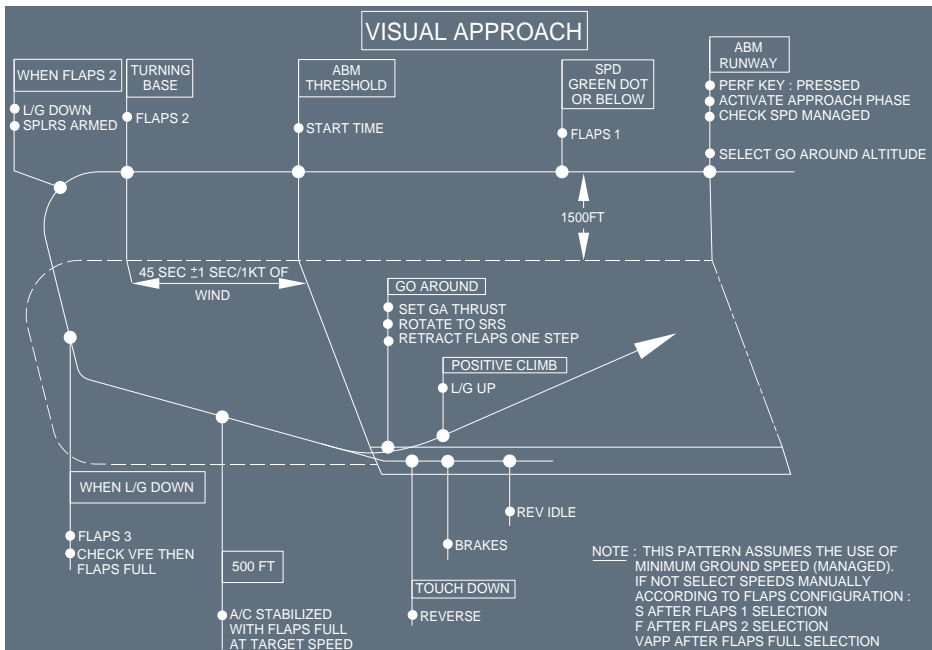 VISUAL APPROACH
WHEN FLAPS 2
L/G DOWN
SPLRS ARMED
TURNING
BASE
FLAPS 2
ABM
THRESHOLD
START TIME
SPD
GREEN DOT
OR BELOW
FLAPS 1
ABM
RUNWAY
PERF KEY : PRESSED
ACTIVATE APPROACH PHASE
CHECK SPD MANAGED
SELECT GO AROUND ALTITUDE
1500FT
45 SEC ±1 SEC/1KT OF
WIND
GO AROUND
SET GA THRUST
ROTATE TO SRS
RETRACT FLAPS ONE STEP
POSITIVE CLIMB
L/G UP
WHEN L/G DOWN
FLAPS 3
CHECK VFE THEN
FLAPS FULL
500 FT
A/C STABILIZED
WITH FLAPS FULL
AT TARGET SPEED
REV IDLE
BRAKES
TOUCH DOWN
REVERSE
NOTE : THIS PATTERN ASSUMES THE USE OF
MINIMUM GROUND SPEED (MANAGED).
IF NOT SELECT SPEEDS MANUALLY
ACCORDING TO FLAPS CONFIGURATION :
S AFTER FLAPS 1 SELECTION
F AFTER FLAPS 2 SELECTION
VAPP AFTER FLAPS FULL SELECTION